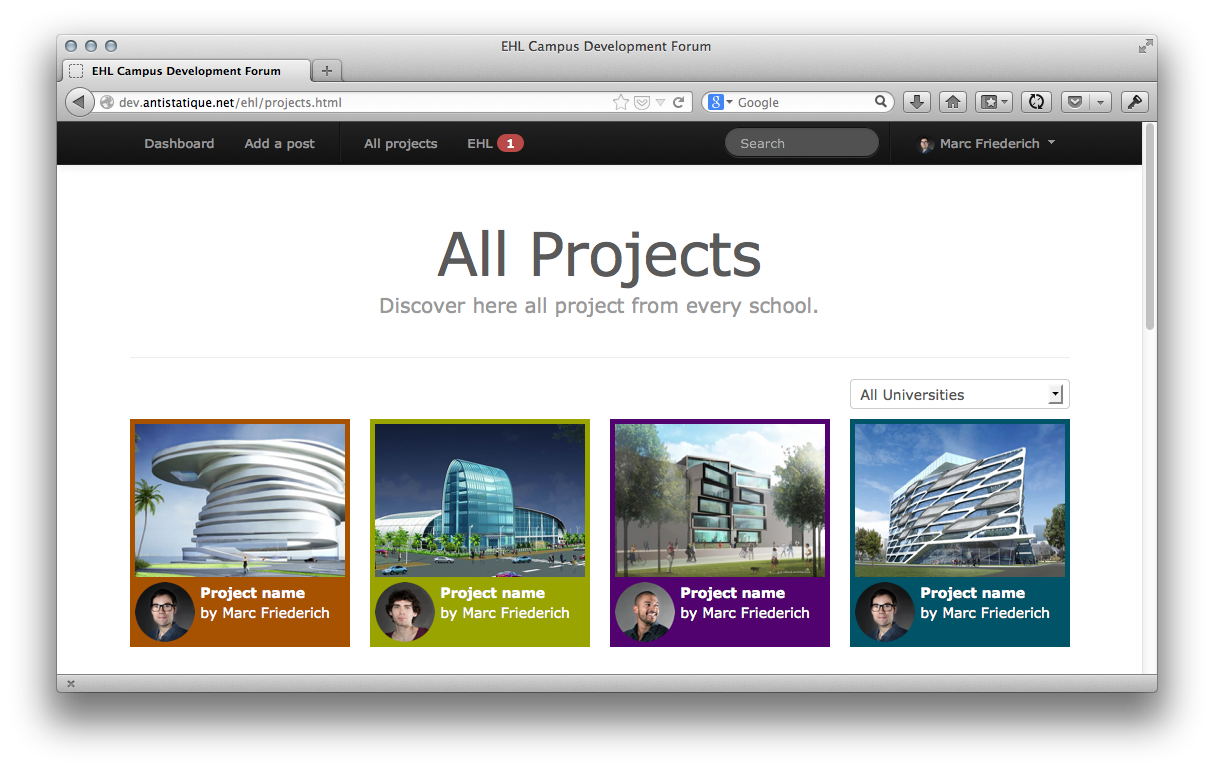 EHL Campus Development Forum
EHL Campus Development Forum
dev.antistatique.net/ehl/projects.html
Google
Dashboard
Add a post
All projects
EHL 1
Search
Marc Friederich
All Projects
Discover here all project from every school.
All Universities
Project name
by Marc Friederich
Project name
by Marc Friederich
Project name
by Marc Friederich
Project name
by Marc Friederich